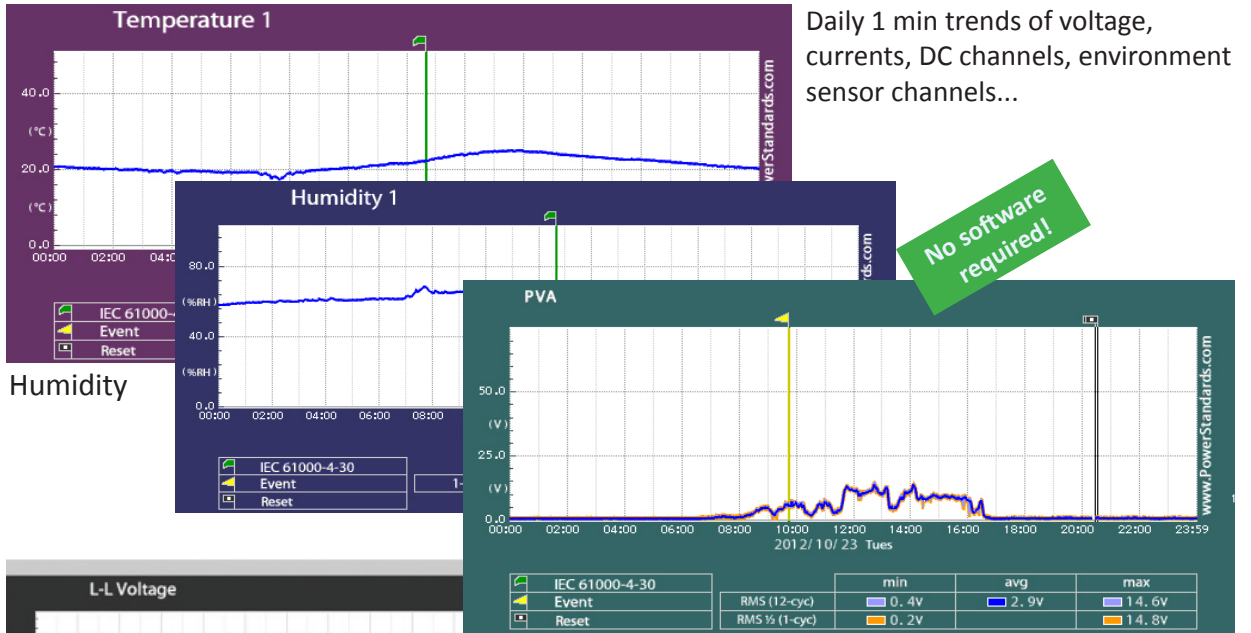 Temperature 1
Daily 1 min trends of voltage,
currents, DC channels, environment
sensor channels...
40.0
(°C)
20.0
(°C)
0.0
00:00 02:00
IEC 61000-
Event
Reset
Humidity
Humidity 1
80.0
(%RH)
40.0
(%RH)
0.0
00:00 02:00 04:00 06:00 08:00
IEC 61000-4-30
Event
Reset
No software
required!
PVA
50.0
(V)
25.0
(V)
0.0
00:00 02:00 04:00 06:00 08:00 10:00 12:00 14:00 16:00 18:00 20:00 22:00 23:59
2012/10/23 Tues
www.PowerStandards.com
min avg max
IEC 61000-4-30
Event RMS (12-cyc) 0.4V 2.9V 14.6V
Reset RMS ½ (1-cyc) 0.2V 14.8V
L-L Voltage